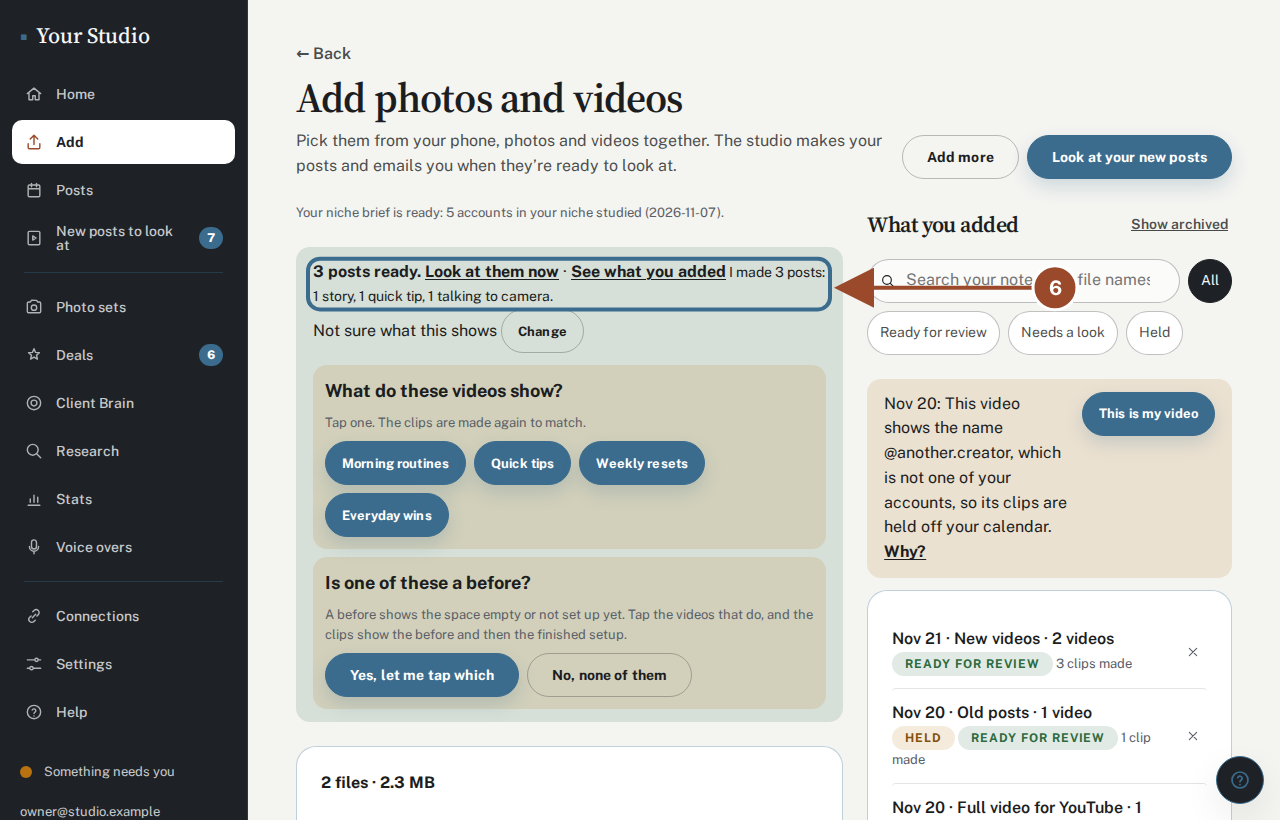 Your Studio
Home
Add
Posts
New posts to look
at
7
Photo sets
Deals
6
Client Brain
Research
Stats
Voice overs
Connections
Settings
Help
Something needs you
owner@studio.example
← Back
Add photos and videos
Pick them from your phone, photos and videos together. The studio makes your
posts and emails you when they’re ready to look at.
Add more
Look at your new posts
Your niche brief is ready: 5 accounts in your niche studied (2026-11-07).
3 posts ready. Look at them now · See what you added I made 3 posts:
1 story, 1 quick tip, 1 talking to camera.
Not sure what this shows Change
What do these videos show?
Tap one. The clips are made again to match.
Morning routines
Quick tips
Weekly resets
Everyday wins
Is one of these a before?
A before shows the space empty or not set up yet. Tap the videos that do, and the
clips show the before and then the finished setup.
Yes, let me tap which
No, none of them
2 files · 2.3 MB
What you added
Show archived
Search your note 6 file names
All
Ready for review
Needs a look
Held
Nov 20: This video
shows the name
@another.creator, which
is not one of your
accounts, so its clips are
held off your calendar.
Why?
This is my video
Nov 21 · New videos · 2 videos
READY FOR REVIEW 3 clips made
Nov 20 · Old posts · 1 video
HELD READY FOR REVIEW 1 clip
made
Nov 20 · Full video for YouTube · 1